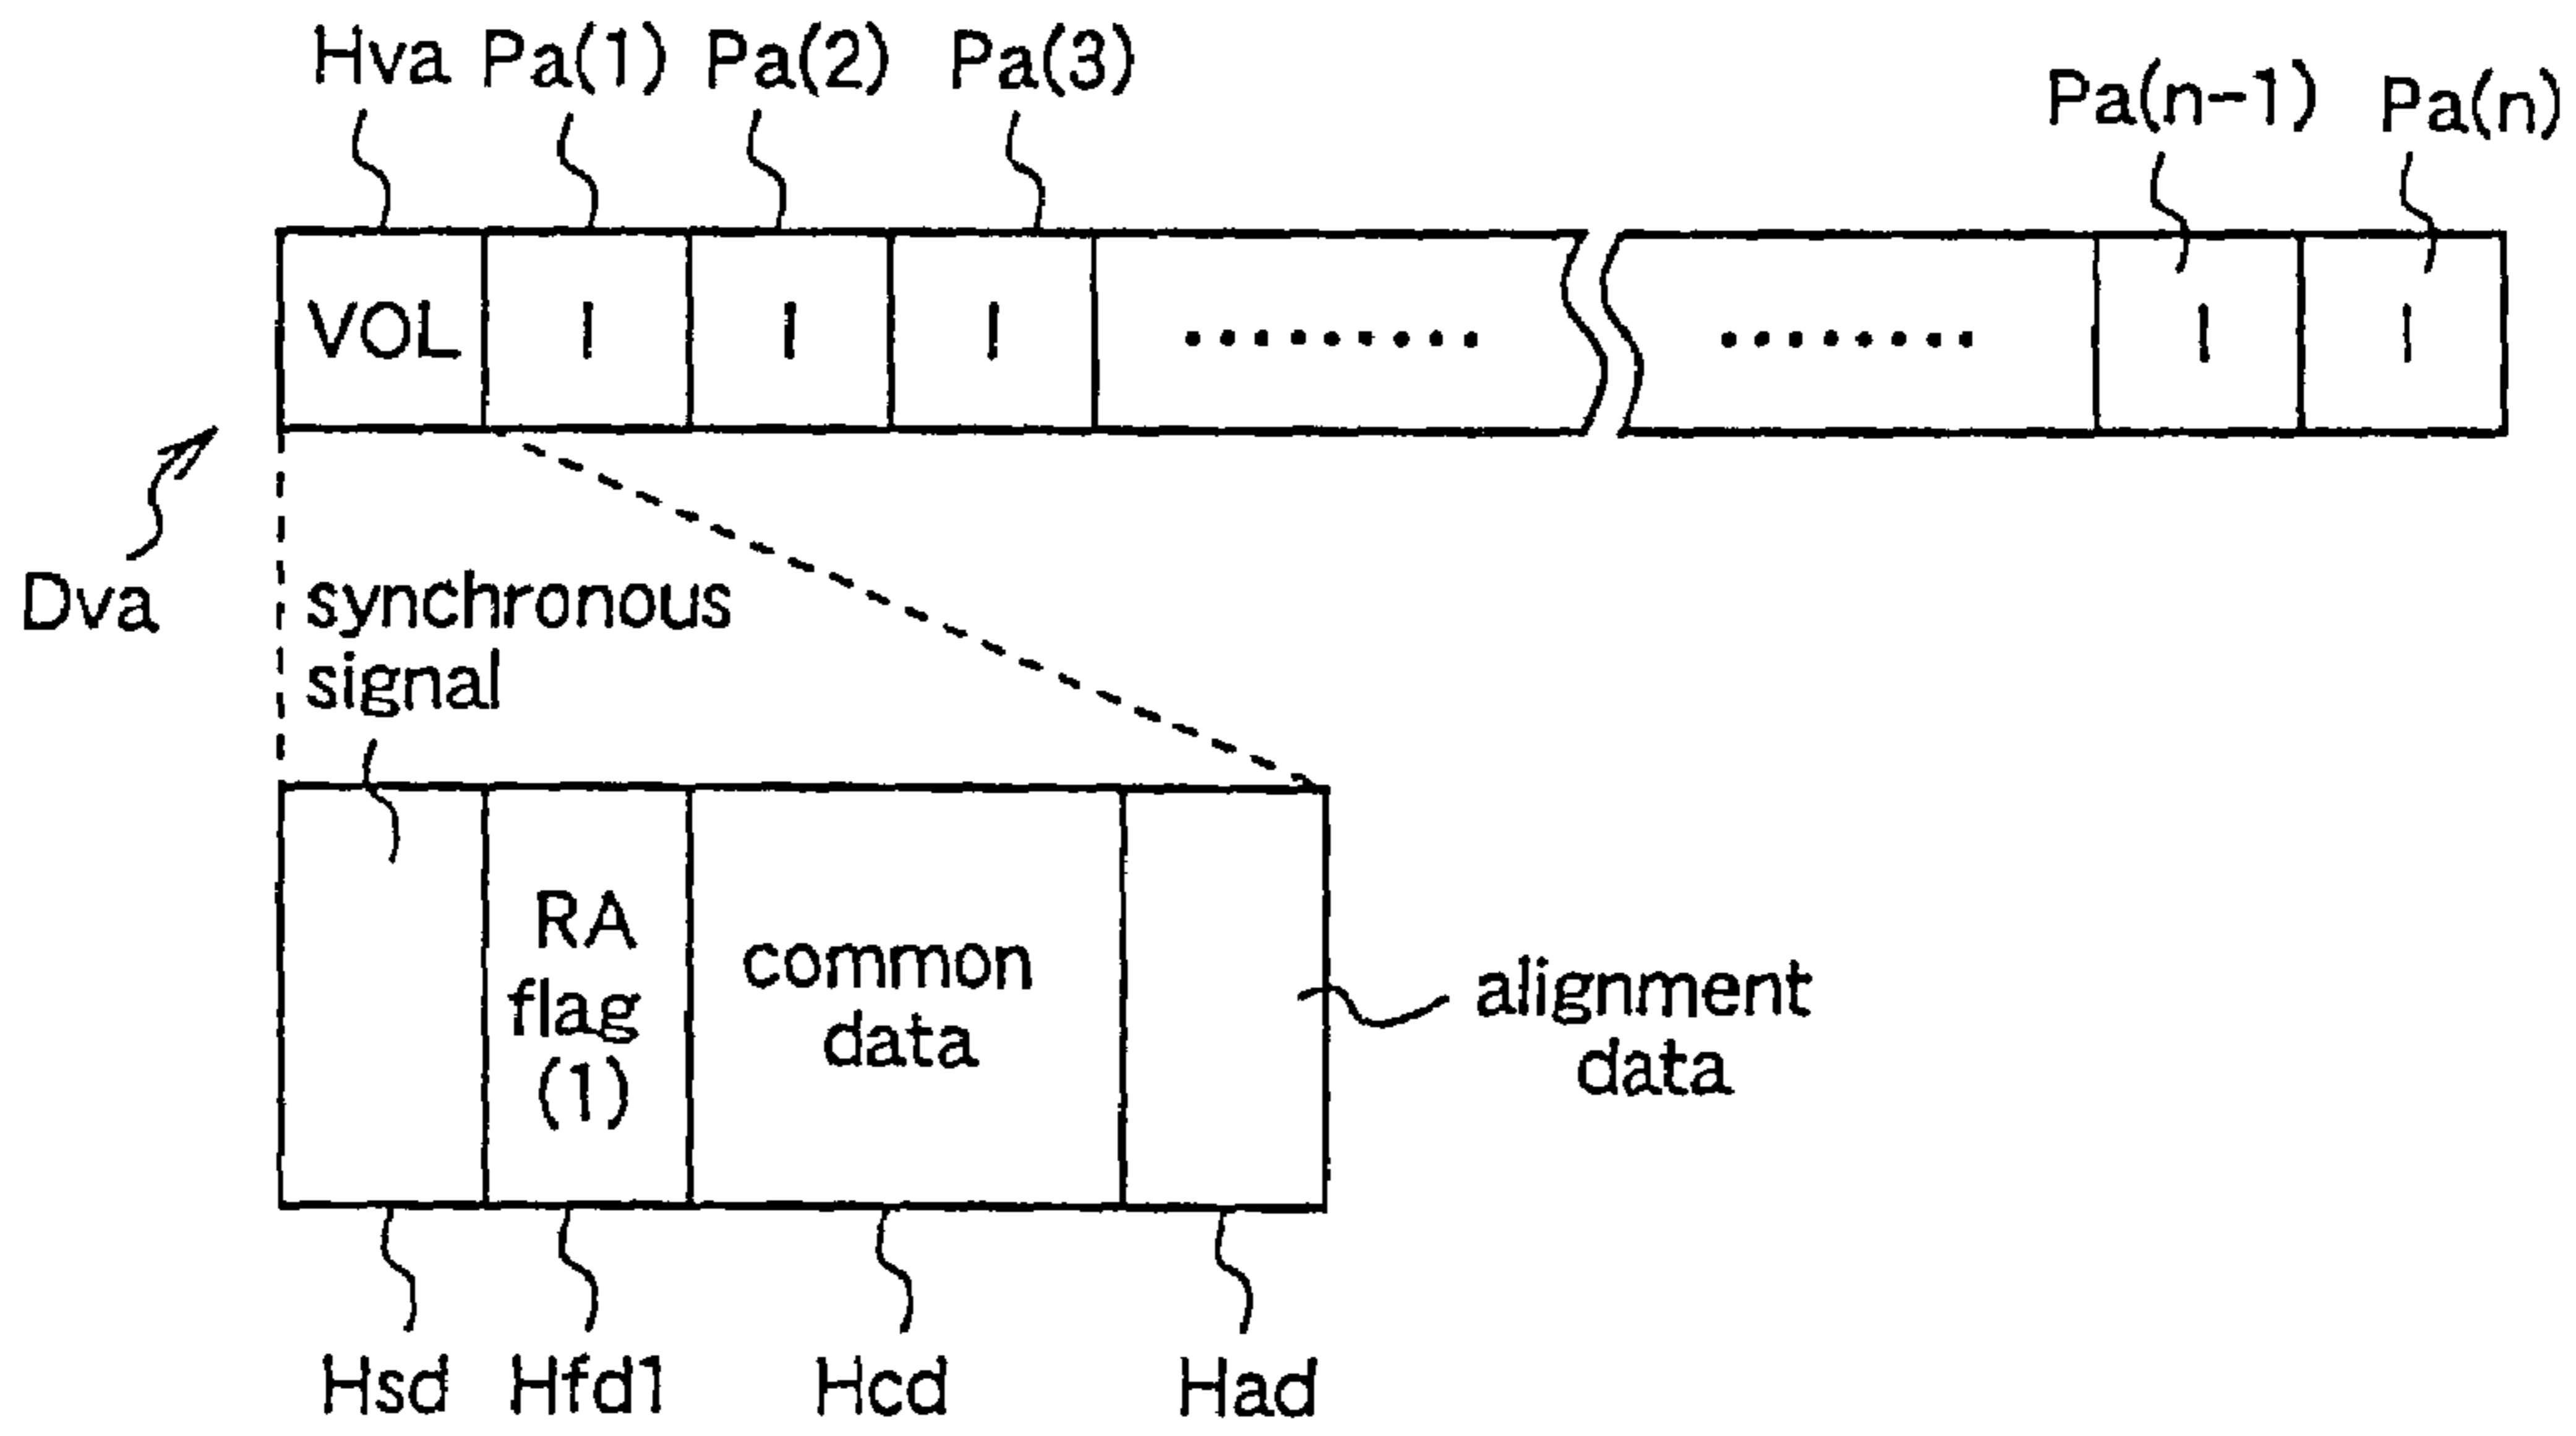 Hva Pa(1) Pa(2) Pa(3) Pa(n-1) Pa(n)
VOL I I I ......... ........ I I
Dva
synchronous
signal
RA
flag
(1)
common
data
alignment
data
Hsd Hfd1 Hcd Had